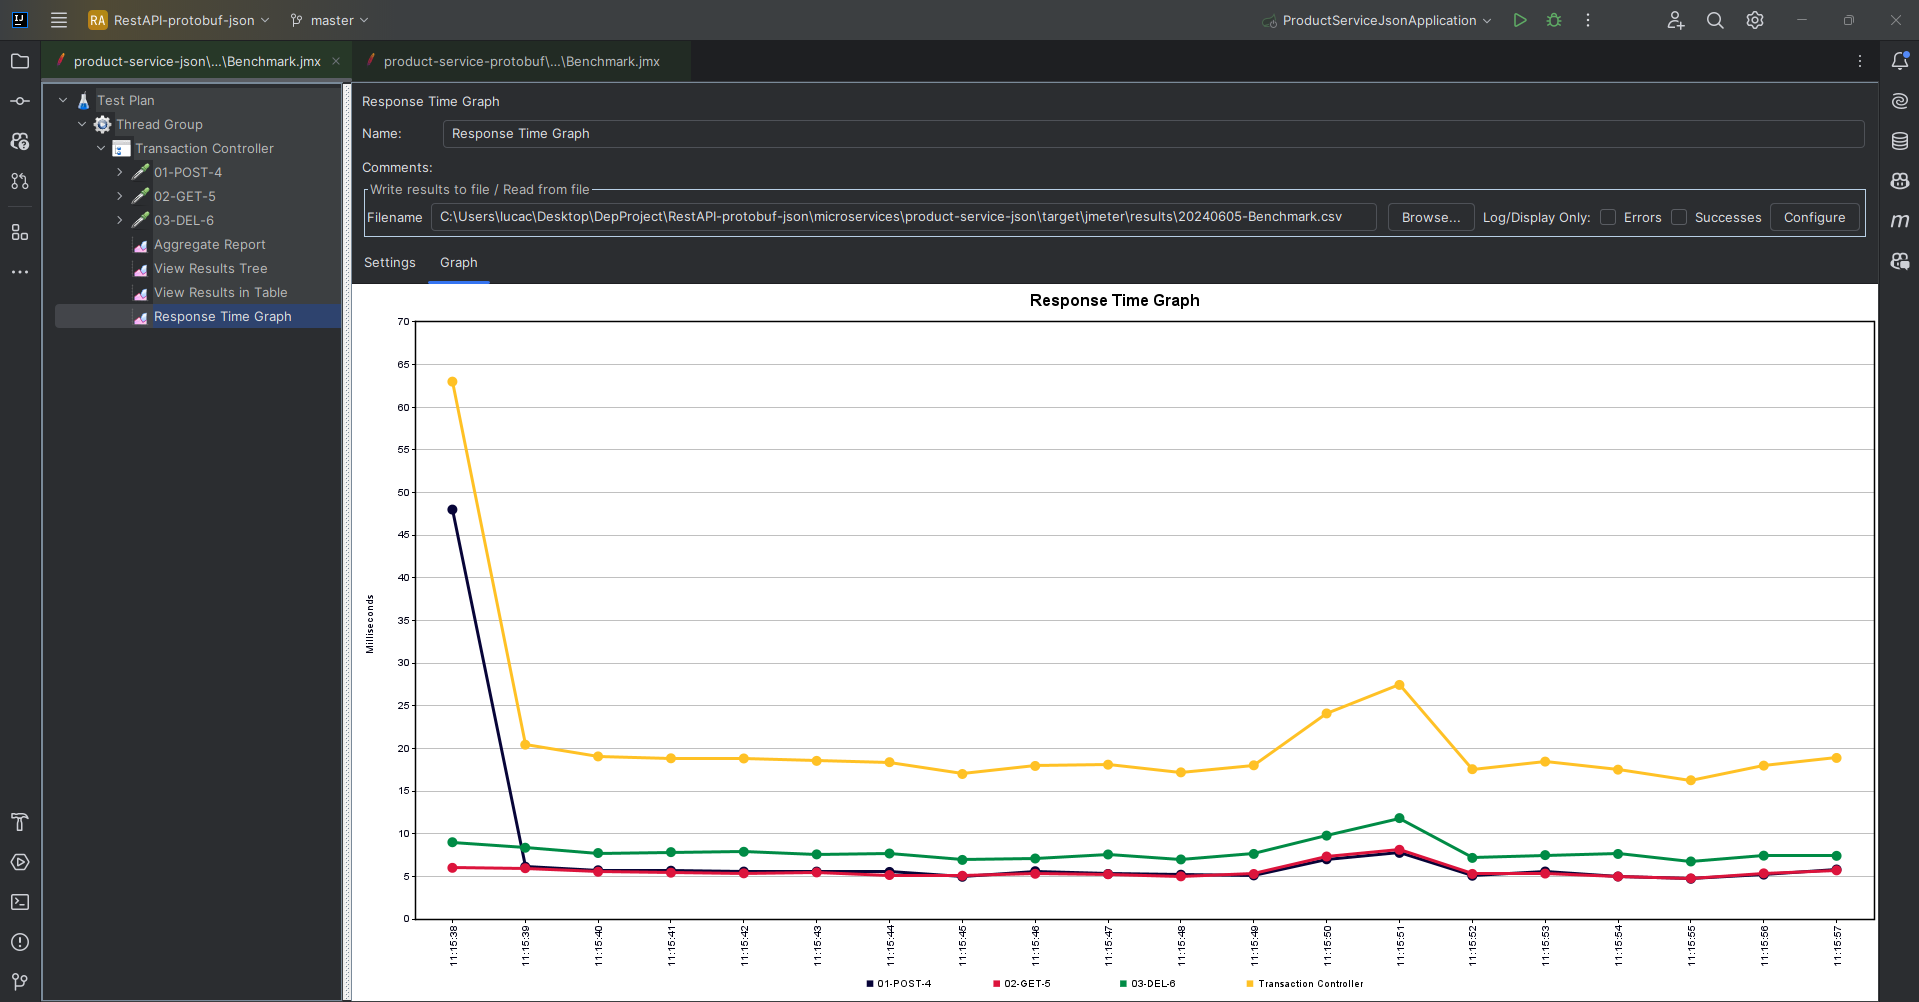 RA RestAPI-protobuf-json master ProductServiceJsonApplication
product-service-json\...\Benchmark.jmx product-service-protobuf\...\Benchmark.jmx
Test Plan
Thread Group
Transaction Controller
01-POST-4
02-GET-5
03-DEL-6
Aggregate Report
View Results Tree
View Results in Table
Response Time Graph
Response Time Graph
Name: Response Time Graph
Comments:
Write results to file / Read from file
Filename C:\Users\lucac\Desktop\DepProject\RestAPI-protobuf-json\microservices\product-service-json\target\jmeter\results\20240605-Benchmark.csv Browse... Log/Display Only: Errors Successes Configure
Settings Graph
Response Time Graph
70
65
60
55
50
45
40
35
30
25
20
15
10
5
0
Milliseconds
11:15:38 11:15:39 11:15:40 11:15:41 11:15:42 11:15:43 11:15:44 11:15:45 11:15:46 11:15:47 11:15:48 11:15:49 11:15:50 11:15:51 11:15:52 11:15:53 11:15:54 11:15:55 11:15:56 11:15:57
01-POST-4 02-GET-5 03-DEL-6 Transaction Controller